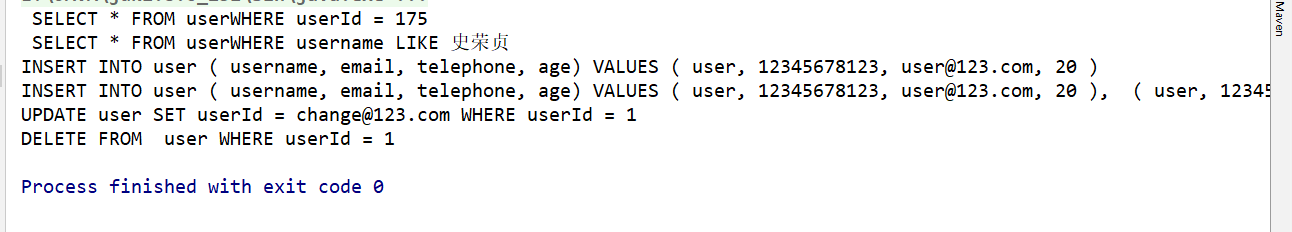 SELECT * FROM userWHERE userId = 175
SELECT * FROM userWHERE username LIKE 史荣贞
INSERT INTO user ( username, email, telephone, age) VALUES ( user, 12345678123, user@123.com, 20 )
INSERT INTO user ( username, email, telephone, age) VALUES ( user, 12345678123, user@123.com, 20 ),  ( user, 12345
UPDATE user SET userId = change@123.com WHERE userId = 1
DELETE FROM  user WHERE userId = 1
Process finished with exit code 0
Maven